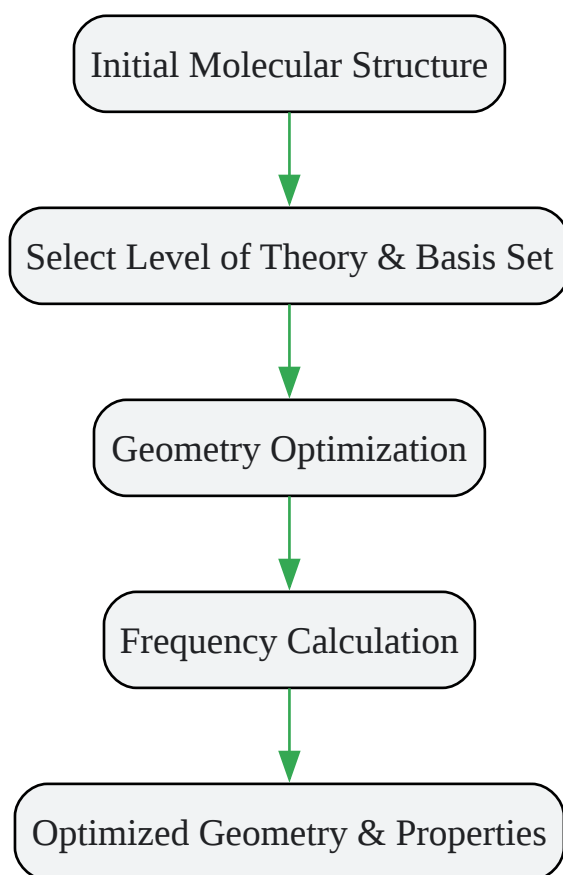 Initial Molecular Structure
Select Level of Theory & Basis Set
Geometry Optimization
Frequency Calculation
Optimized Geometry & Properties